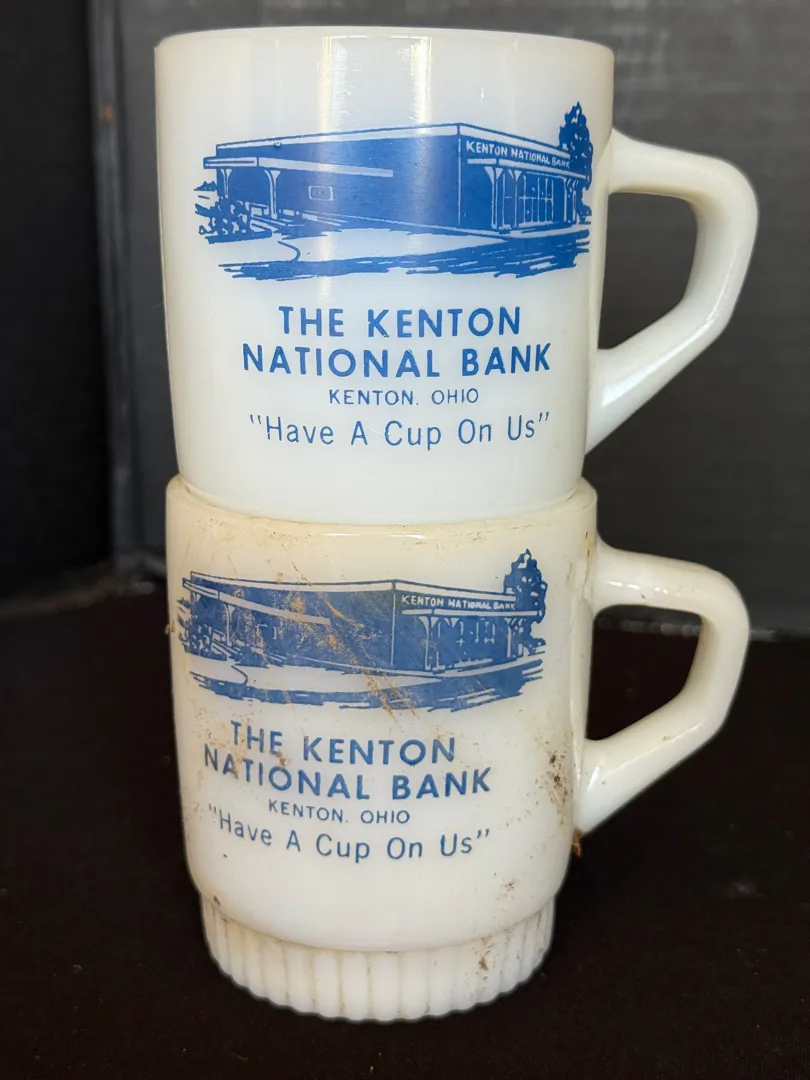 KENTON NATIONAL BANK
THE KENTON
NATIONAL BANK
KENTON. OHIO
"Have A Cup On Us"
KENTON NATIONAL BANK
THE KENTON
NATIONAL BANK
KENTON. OHIO
"Have A Cup On Us"